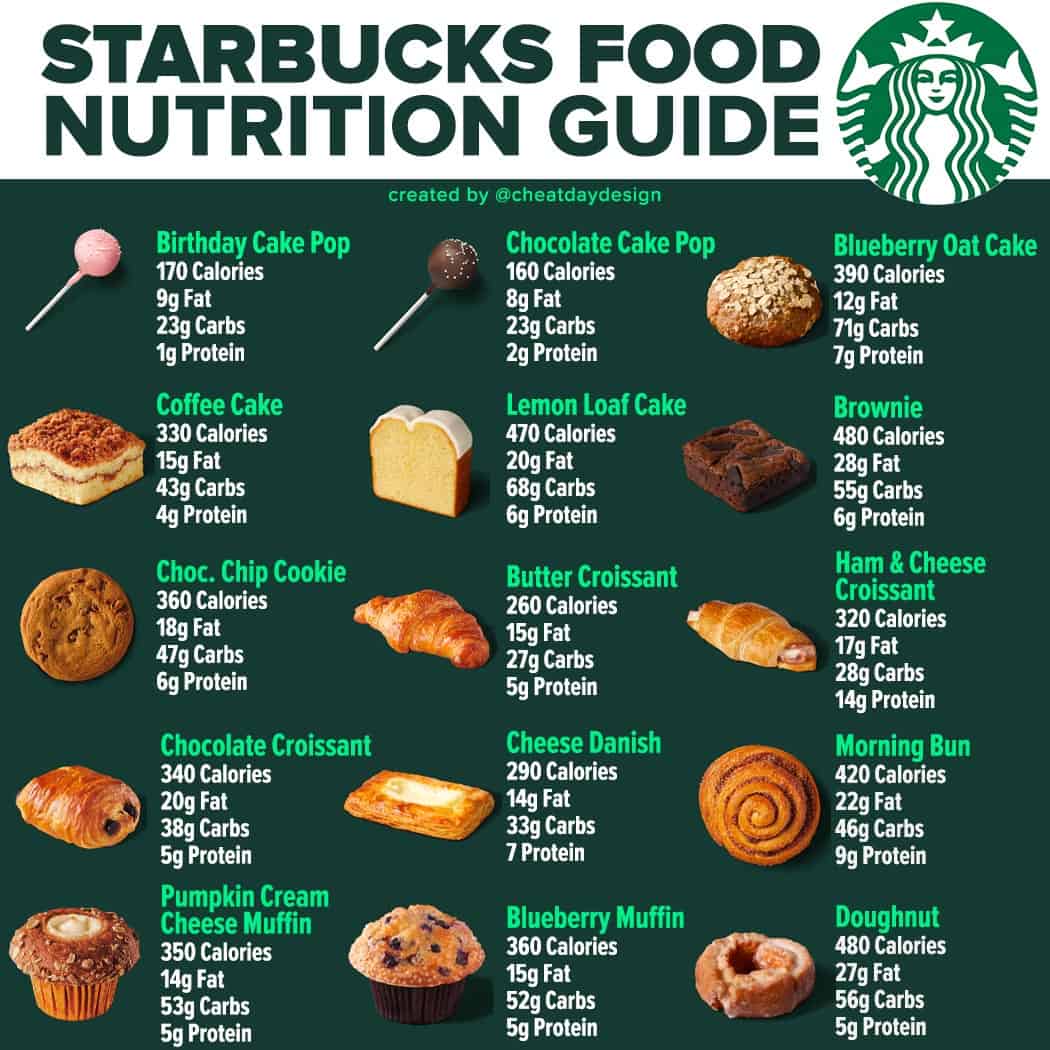 STARBUCKS FOOD
NUTRITION GUIDE
created by @cheatdaydesign
Birthday Cake Pop
170 Calories
9g Fat
23g Carbs
1g Protein
Chocolate Cake Pop
160 Calories
8g Fat
23g Carbs
2g Protein
Blueberry Oat Cake
390 Calories
12g Fat
71g Carbs
7g Protein
Coffee Cake
330 Calories
15g Fat
43g Carbs
4g Protein
Lemon Loaf Cake
470 Calories
20g Fat
68g Carbs
6g Protein
Brownie
480 Calories
28g Fat
55g Carbs
6g Protein
Choc. Chip Cookie
360 Calories
18g Fat
47g Carbs
6g Protein
Butter Croissant
260 Calories
15g Fat
27g Carbs
5g Protein
Ham & Cheese
Croissant
320 Calories
17g Fat
28g Carbs
14g Protein
Chocolate Croissant
340 Calories
20g Fat
38g Carbs
5g Protein
Cheese Danish
290 Calories
14g Fat
33g Carbs
7 Protein
Morning Bun
420 Calories
22g Fat
46g Carbs
9g Protein
Pumpkin Cream
Cheese Muffin
350 Calories
14g Fat
53g Carbs
5g Protein
Blueberry Muffin
360 Calories
15g Fat
52g Carbs
5g Protein
Doughnut
480 Calories
27g Fat
56g Carbs
5g Protein